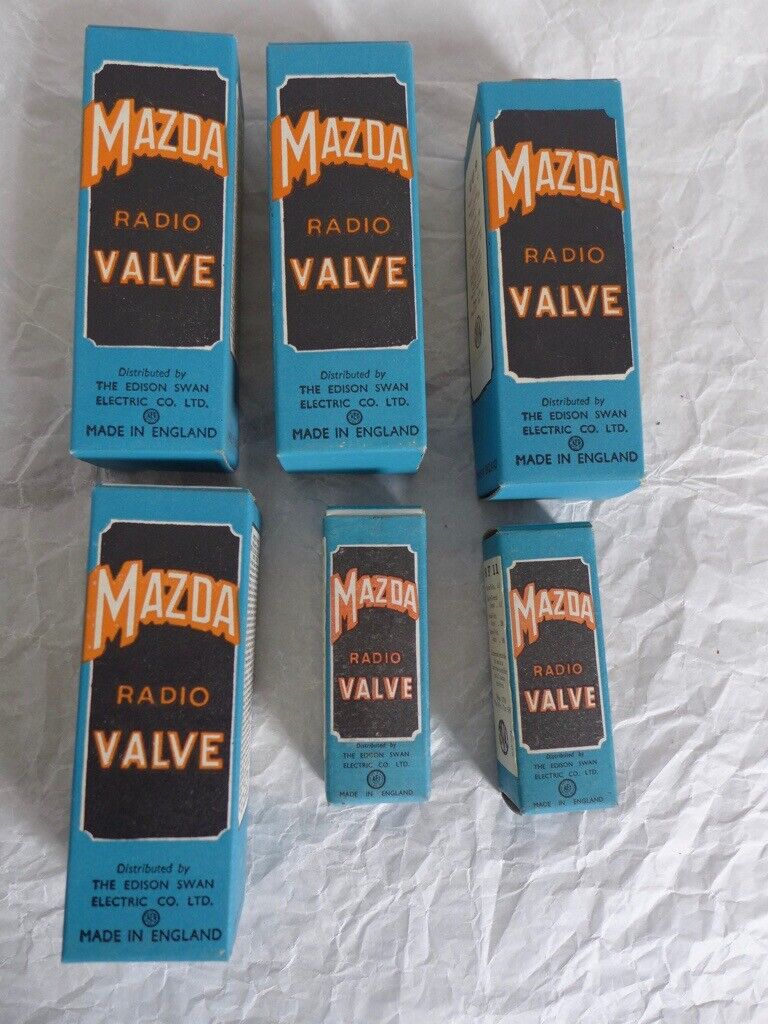 MAZDA
RADIO
VALVE
Distributed by
THE EDISON SWAN
ELECTRIC CO. LTD.
MADE IN ENGLAND
MAZDA
RADIO
VALVE
Distributed by
THE EDISON SWAN
ELECTRIC CO. LTD.
MADE IN ENGLAND
MAZDA
RADIO
VALVE
Distributed by
THE EDISON SWAN
ELECTRIC CO. LTD.
MADE IN ENGLAND
MAZDA
RADIO
VALVE
Distributed by
THE EDISON SWAN
ELECTRIC CO. LTD.
MADE IN ENGLAND
MAZDA
RADIO
VALVE
Distributed by
THE EDISON SWAN
ELECTRIC CO. LTD.
MADE IN ENGLAND
MAZDA
RADIO
VALVE
Distributed by
THE EDISON SWAN
ELECTRIC CO. LTD.
MADE IN ENGLAND